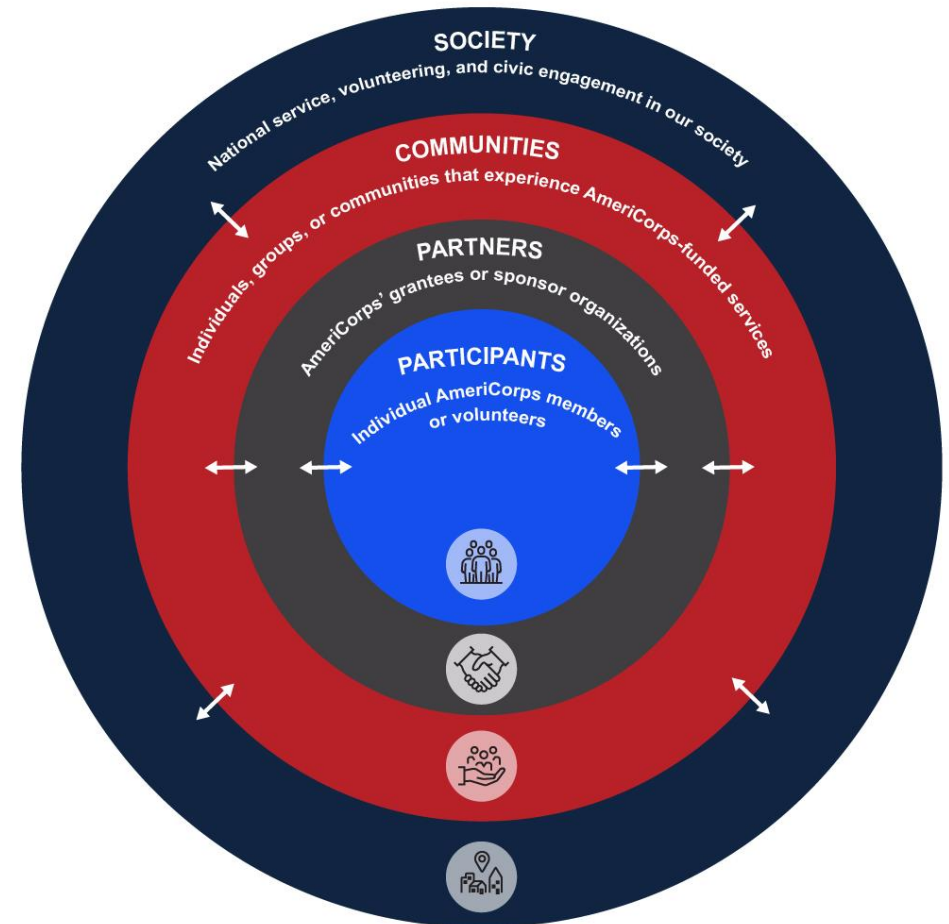 SOCIETY
National service, volunteering, and civic engagement in our society
COMMUNITIES
Individuals, groups, or communities that experience AmeriCorps-funded services
PARTNERS
AmeriCorps’ grantees or sponsor organizations
PARTICIPANTS
Individual AmeriCorps members
or volunteers